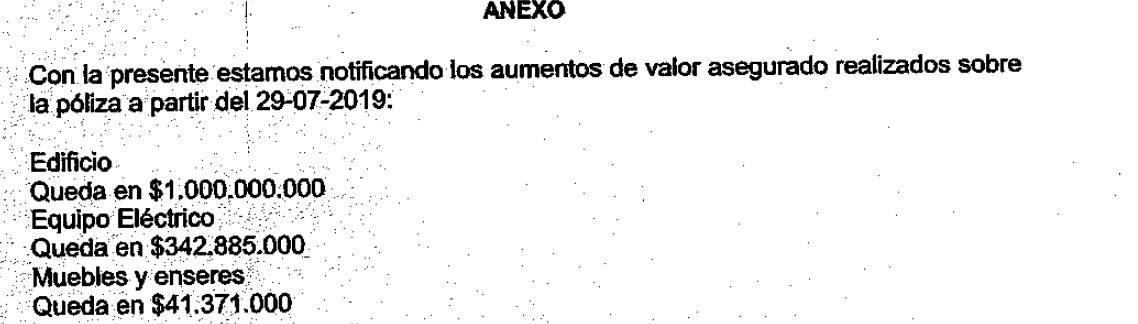 ANEXO
Con la presente estamos notificando los aumentos de valor asegurado realizados sobre
la póliza a partir del 29-07-2019:
Edificio
Queda en $1.000.000.000
Equipo Eléctrico
Queda en $342.885.000
Muebles y enseres
Queda en $41.371.000